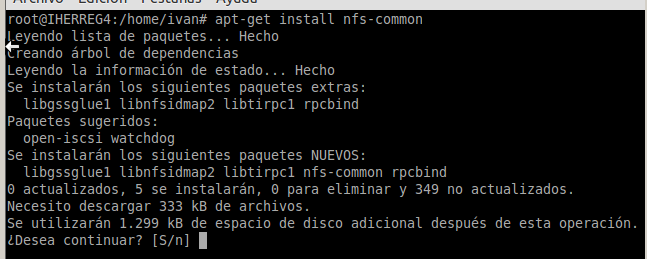 Archivo Edición Pestañas Ayuda
root@IHERREG4:/home/ivan# apt-get install nfs-common
Leyendo lista de paquetes... Hecho
Creando árbol de dependencias
Leyendo la información de estado... Hecho
Se instalarán los siguientes paquetes extras:
libgssglue1 libnfsidmap2 libtirpc1 rpcbind
Paquetes sugeridos:
open-iscsi watchdog
Se instalarán los siguientes paquetes NUEVOS:
libgssglue1 libnfsidmap2 libtirpc1 nfs-common rpcbind
0 actualizados, 5 se instalarán, 0 para eliminar y 349 no actualizados.
Necesito descargar 333 kB de archivos.
Se utilizarán 1.299 kB de espacio de disco adicional después de esta operación.
¿Desea continuar? [S/n]